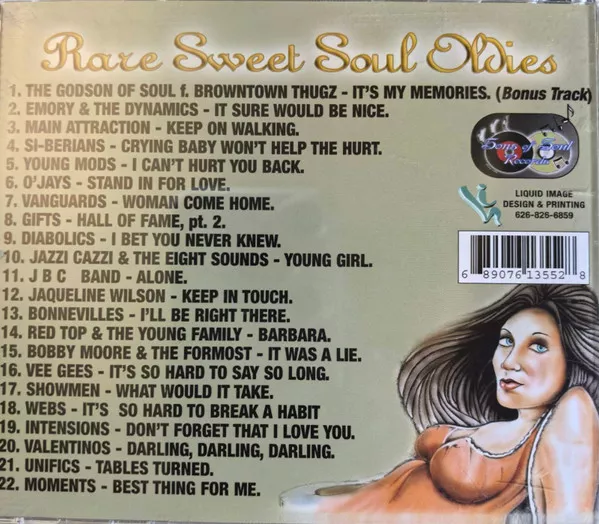 Rare Sweet Soul Oldies
1. THE GODSON OF SOUL f. BROWNTOWN THUGZ - IT'S MY MEMORIES. (Bonus Track)
2. EMORY & THE DYNAMICS - IT SURE WOULD BE NICE.
3. MAIN ATTRACTION - KEEP ON WALKING.
4. SI-BERIANS - CRYING BABY WON'T HELP THE HURT.
5. YOUNG MODS - I CAN'T HURT YOU BACK.
6. O'JAYS - STAND IN FOR LOVE.
7. VANGUARDS - WOMAN COME HOME.
8. GIFTS - HALL OF FAME, pt. 2.
9. DIABOLICS - I BET YOU NEVER KNEW.
10. JAZZI CAZZI & THE EIGHT SOUNDS - YOUNG GIRL.
11. J B C BAND - ALONE.
12. JAQUELINE WILSON - KEEP IN TOUCH.
13. BONNEVILLES - I'LL BE RIGHT THERE.
14. RED TOP & THE YOUNG FAMILY - BARBARA.
15. BOBBY MOORE & THE FORMOST - IT WAS A LIE.
16. VEE GEES - IT'S SO HARD TO SAY SO LONG.
17. SHOWMEN - WHAT WOULD IT TAKE.
18. WEBS - IT'S SO HARD TO BREAK A HABIT
19. INTENSIONS - DON'T FORGET THAT I LOVE YOU.
20. VALENTINOS - DARLING, DARLING, DARLING.
21. UNIFICS - TABLES TURNED.
22. MOMENTS - BEST THING FOR ME.
Sons of Soul
Records
LIQUID IMAGE
DESIGN & PRINTING
626-826-6859
6 89076 13552 8